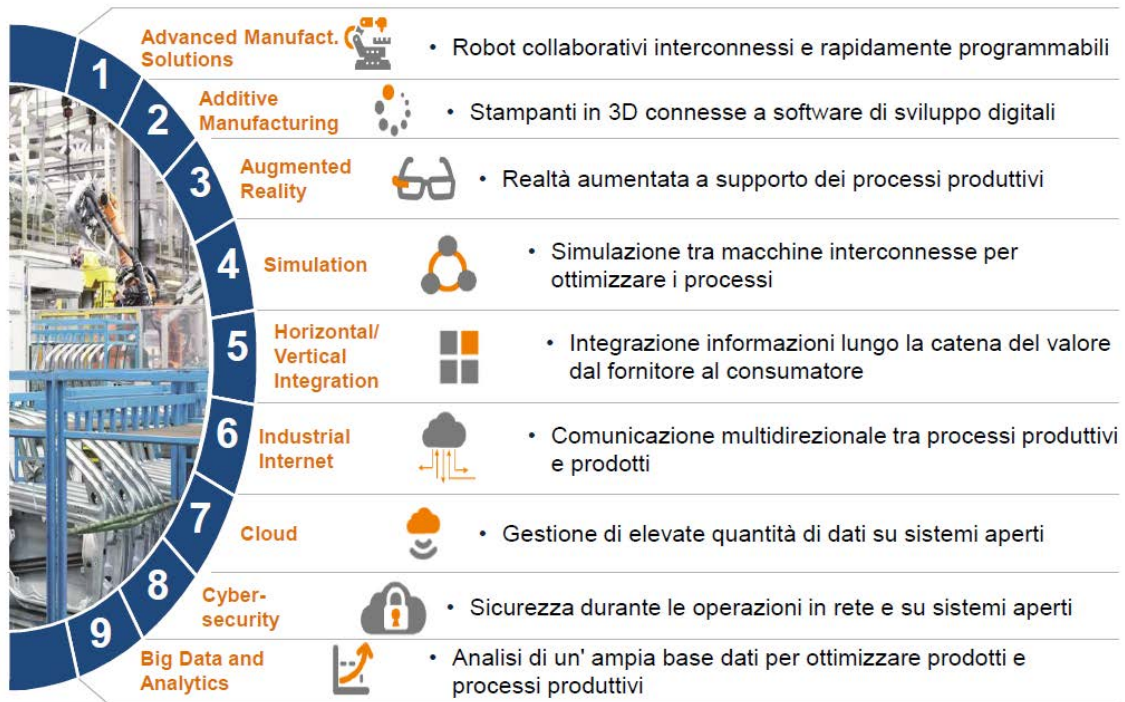 1
Advanced Manufact.
Solutions
• Robot collaborativi interconnessi e rapidamente programmabili
2
Additive
Manufacturing
• Stampanti in 3D connesse a software di sviluppo digitali
3
Augmented
Reality
• Realtà aumentata a supporto dei processi produttivi
4
Simulation
• Simulazione tra macchine interconnesse per
ottimizzare i processi
5
Horizontal/
Vertical
Integration
• Integrazione informazioni lungo la catena del valore
dal fornitore al consumatore
6
Industrial
Internet
• Comunicazione multidirezionale tra processi produttivi
e prodotti
7
Cloud
• Gestione di elevate quantità di dati su sistemi aperti
8
Cyber-
security
• Sicurezza durante le operazioni in rete e su sistemi aperti
9
Big Data and
Analytics
• Analisi di un' ampia base dati per ottimizzare prodotti e
processi produttivi